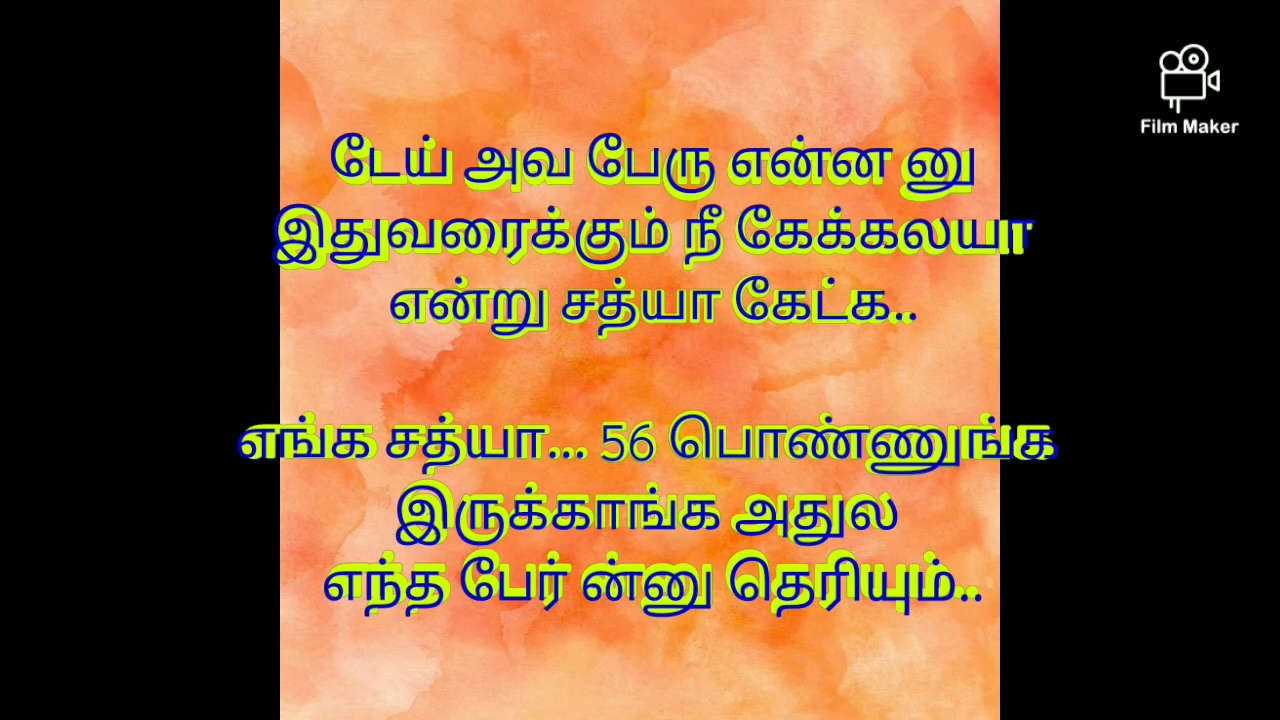 Film Maker
டேய் அவ பேரு என்ன னு
இதுவரைக்கும் நீ கேக்கலயா
என்று சத்யா கேட்க..
எங்க சத்யா... 56 பொண்ணுங்க
இருக்காங்க அதுல
எந்த பேர் ன்னு தெரியும்..